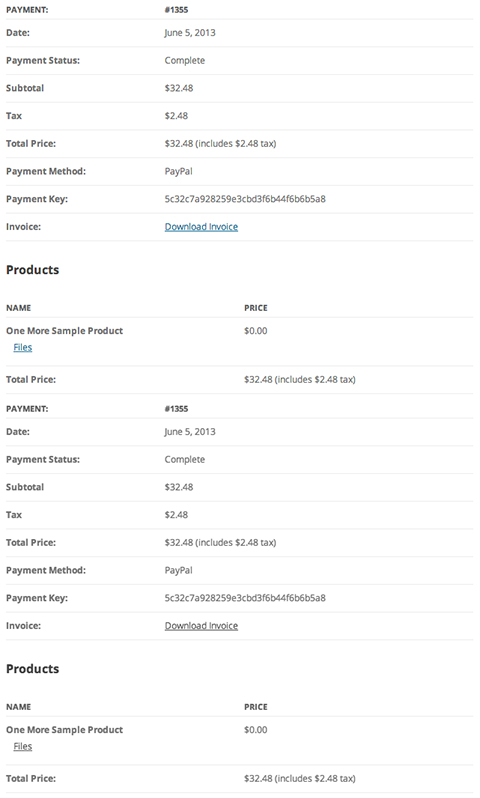 PAYMENT: #1355
Date: June 5, 2013
Payment Status: Complete
Subtotal $32.48
Tax $2.48
Total Price: $32.48 (includes $2.48 tax)
Payment Method: PayPal
Payment Key: 5c32c7a928259e3cbd3f6b44f6b6b5a8
Invoice: Download Invoice
Products
NAME PRICE
One More Sample Product $0.00
Files
Total Price: $32.48 (includes $2.48 tax)
PAYMENT: #1355
Date: June 5, 2013
Payment Status: Complete
Subtotal $32.48
Tax $2.48
Total Price: $32.48 (includes $2.48 tax)
Payment Method: PayPal
Payment Key: 5c32c7a928259e3cbd3f6b44f6b6b5a8
Invoice: Download Invoice
Products
NAME PRICE
One More Sample Product $0.00
Files
Total Price: $32.48 (includes $2.48 tax)